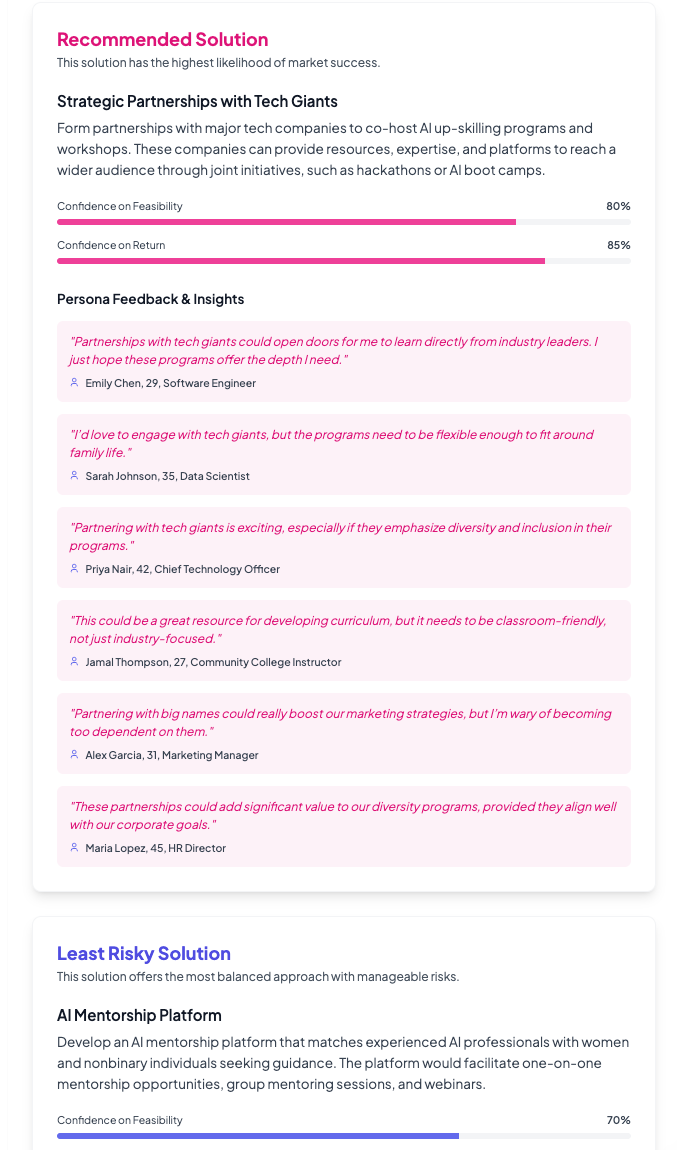 Recommended Solution
This solution has the highest likelihood of market success.
Strategic Partnerships with Tech Giants
Form partnerships with major tech companies to co-host AI up-skilling programs and
workshops. These companies can provide resources, expertise, and platforms to reach a
wider audience through joint initiatives, such as hackathons or AI boot camps.
Confidence on Feasibility 80%
Confidence on Return 85%
Persona Feedback & Insights
"Partnerships with tech giants could open doors for me to learn directly from industry leaders. I
just hope these programs offer the depth I need."
Emily Chen, 29, Software Engineer
"I'd love to engage with tech giants, but the programs need to be flexible enough to fit around
family life."
Sarah Johnson, 35, Data Scientist
"Partnering with tech giants is exciting, especially if they emphasize diversity and inclusion in their
programs."
Priya Nair, 42, Chief Technology Officer
"This could be a great resource for developing curriculum, but it needs to be classroom-friendly,
not just industry-focused."
Jamal Thompson, 27, Community College Instructor
"Partnering with big names could really boost our marketing strategies, but I'm wary of becoming
too dependent on them."
Alex Garcia, 31, Marketing Manager
"These partnerships could add significant value to our diversity programs, provided they align well
with our corporate goals."
Maria Lopez, 45, HR Director
Least Risky Solution
This solution offers the most balanced approach with manageable risks.
AI Mentorship Platform
Develop an AI mentorship platform that matches experienced AI professionals with women
and nonbinary individuals seeking guidance. The platform would facilitate one-on-one
mentorship opportunities, group mentoring sessions, and webinars.
Confidence on Feasibility 70%